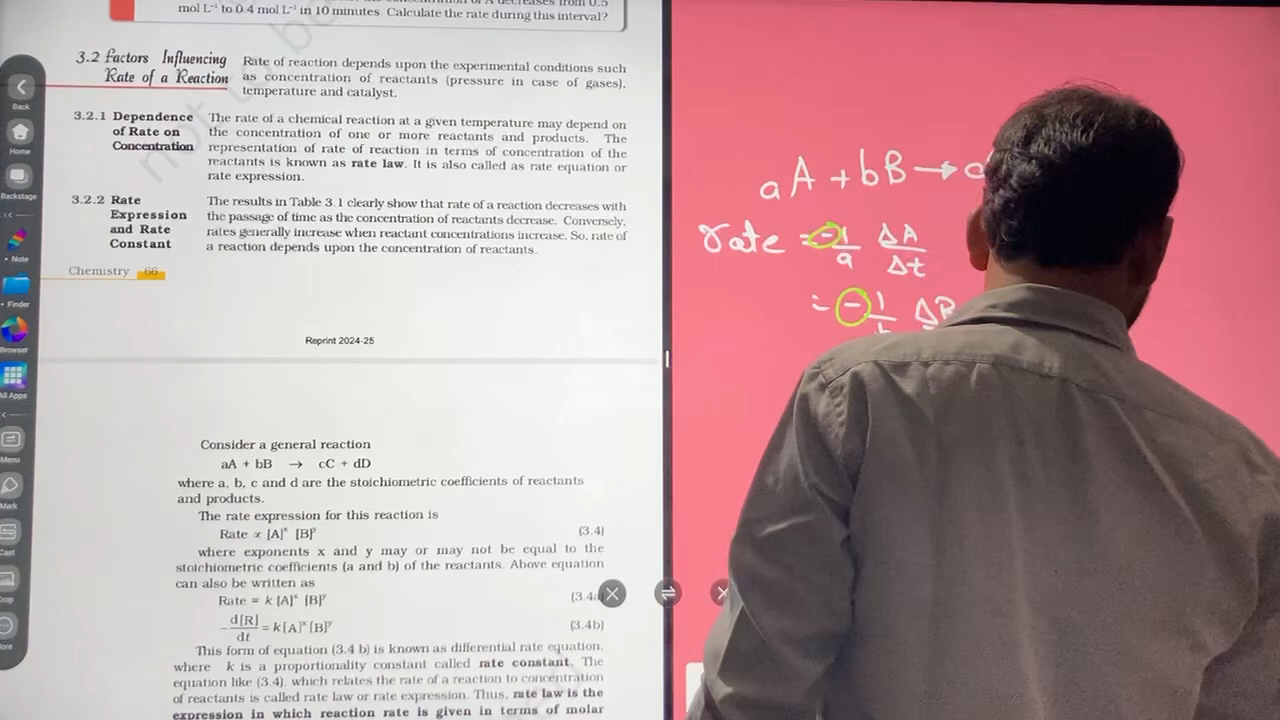 mol L⁻¹ to 0.4 mol L⁻¹ in 10 minutes. Calculate the rate during this interval?
3.2 Factors Influencing
Rate of a Reaction
Rate of reaction depends upon the experimental conditions such
as concentration of reactants (pressure in case of gases),
temperature and catalyst.
3.2.1 Dependence
of Rate on
Concentration
The rate of a chemical reaction at a given temperature may depend on
the concentration of one or more reactants and products. The
representation of rate of reaction in terms of concentration of the
reactants is known as rate law. It is also called as rate equation or
rate expression.
3.2.2 Rate
Expression
and Rate
Constant
The results in Table 3.1 clearly show that rate of a reaction decreases with
the passage of time as the concentration of reactants decrease. Conversely,
rates generally increase when reactant concentrations increase. So, rate of
a reaction depends upon the concentration of reactants.
Chemistry 66
Reprint 2024-25
Consider a general reaction
aA + bB → cC + dD
where a, b, c and d are the stoichiometric coefficients of reactants
and products.
The rate expression for this reaction is
Rate ∝ [A]ˣ [B]ʸ (3.4)
where exponents x and y may or may not be equal to the
stoichiometric coefficients (a and b) of the reactants. Above equation
can also be written as
Rate = k [A]ˣ [B]ʸ (3.4a
-d[R]/dt = k[A]ˣ [B]ʸ (3.4b)
This form of equation (3.4 b) is known as differential rate equation,
where k is a proportionality constant called rate constant. The
equation like (3.4), which relates the rate of a reaction to concentration
of reactants is called rate law or rate expression. Thus, rate law is the
expression in which reaction rate is given in terms of molar
Back
Home
Backstage
Note
Finder
Browser
All Apps
Menu
Mark
Cast
aA + bB → c
rate = -1/a ΔA/Δt
= - 1 Δ